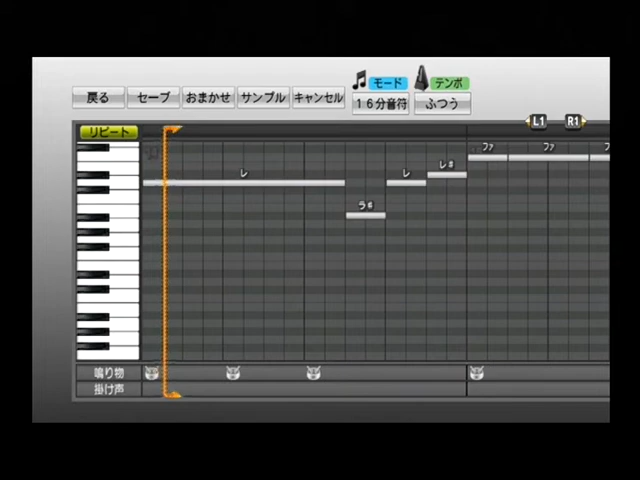 モード テンポ
戻る セーブ おまかせ サンプル キャンセル 16分音符 ふつう
L1 R1
リピート
レ ラ# レ レ# ファ ファ
鳴り物
掛け声